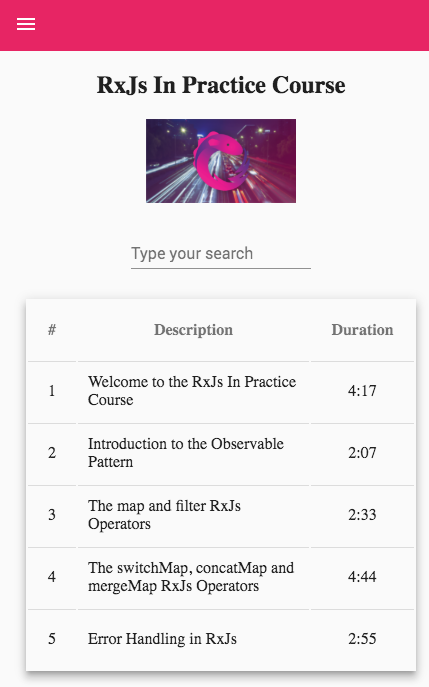 RxJs In Practice Course
Type your search
# Description Duration
1 Welcome to the RxJs In Practice Course 4:17
2 Introduction to the Observable Pattern 2:07
3 The map and filter RxJs Operators 2:33
4 The switchMap, concatMap and mergeMap RxJs Operators 4:44
5 Error Handling in RxJs 2:55